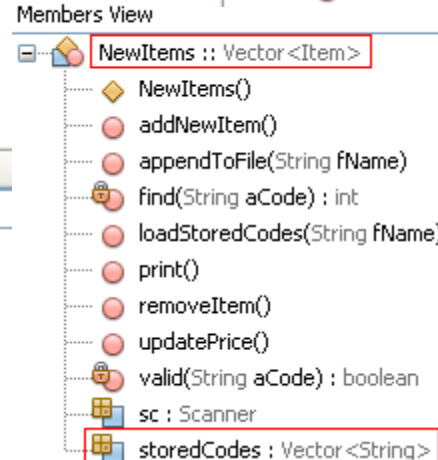 Members View
NewItems :: Vector<Item>
NewItems()
addNewItem()
appendToFile(String fName)
find(String aCode) : int
loadStoredCodes(String fName)
print()
removeItem()
updatePrice()
valid(String aCode) : boolean
sc : Scanner
storedCodes : Vector<String>